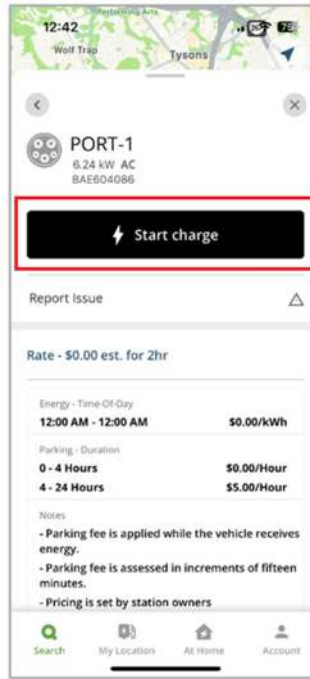 Performing Arts
12:42
Wolf Trap
Tysons
PORT-1
6.24 kW AC
BAE604086
Start charge
Report Issue
Rate - $0.00 est. for 2hr
Energy - Time-Of-Day
12:00 AM - 12:00 AM $0.00/kWh
Parking - Duration
0 - 4 Hours $0.00/Hour
4 - 24 Hours $5.00/Hour
Notes
- Parking fee is applied while the vehicle receives
energy.
- Parking fee is assessed in increments of fifteen
minutes.
- Pricing is set by station owners
Search My Location At Home Account